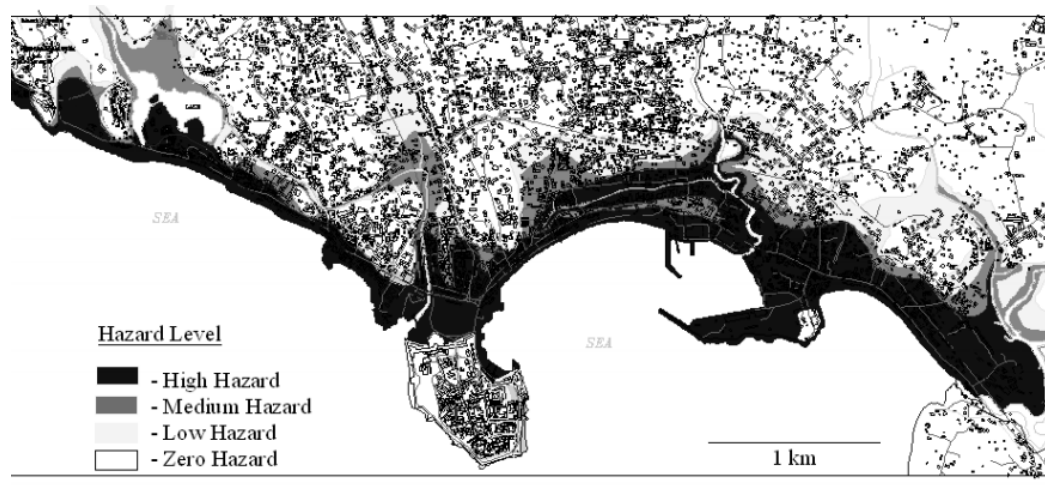 SEA
SEA
Hazard Level
- High Hazard
- Medium Hazard
- Low Hazard
- Zero Hazard
1 km